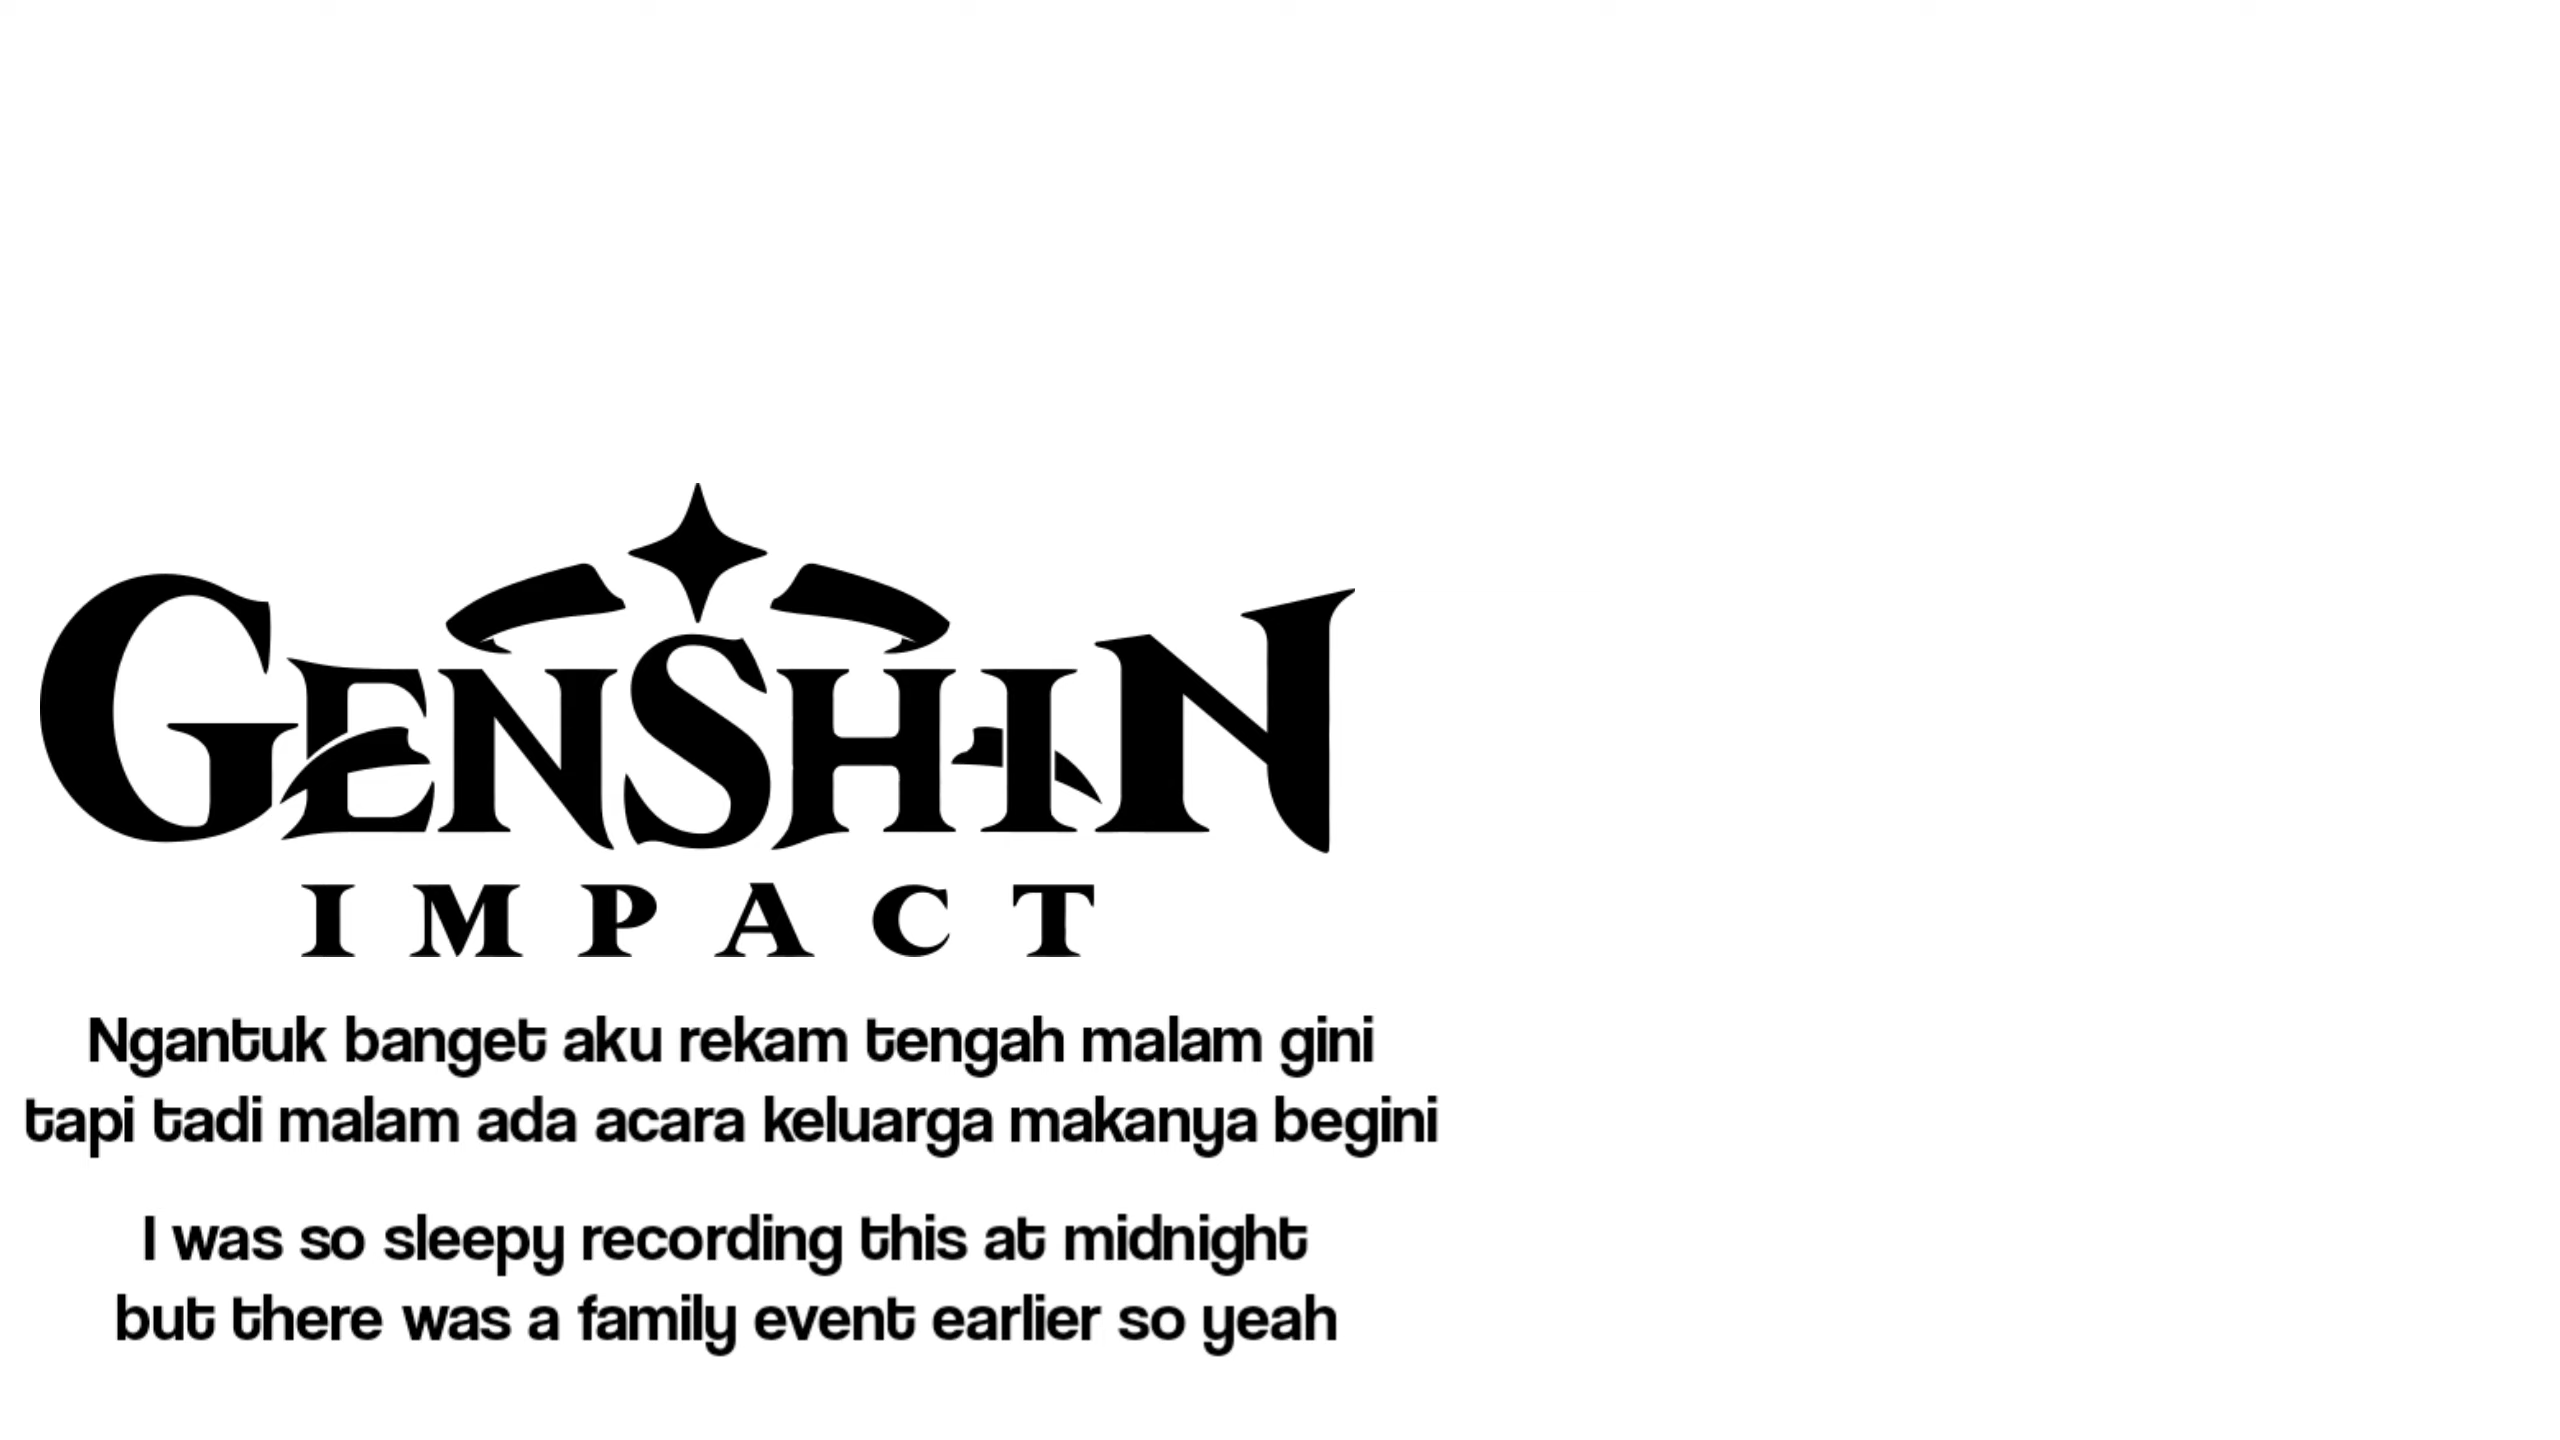 GENSHIN
IMPACT
Ngantuk banget aku rekam tengah malam gini
tapi tadi malam ada acara keluarga makanya begini
I was so sleepy recording this at midnight
but there was a family event earlier so yeah